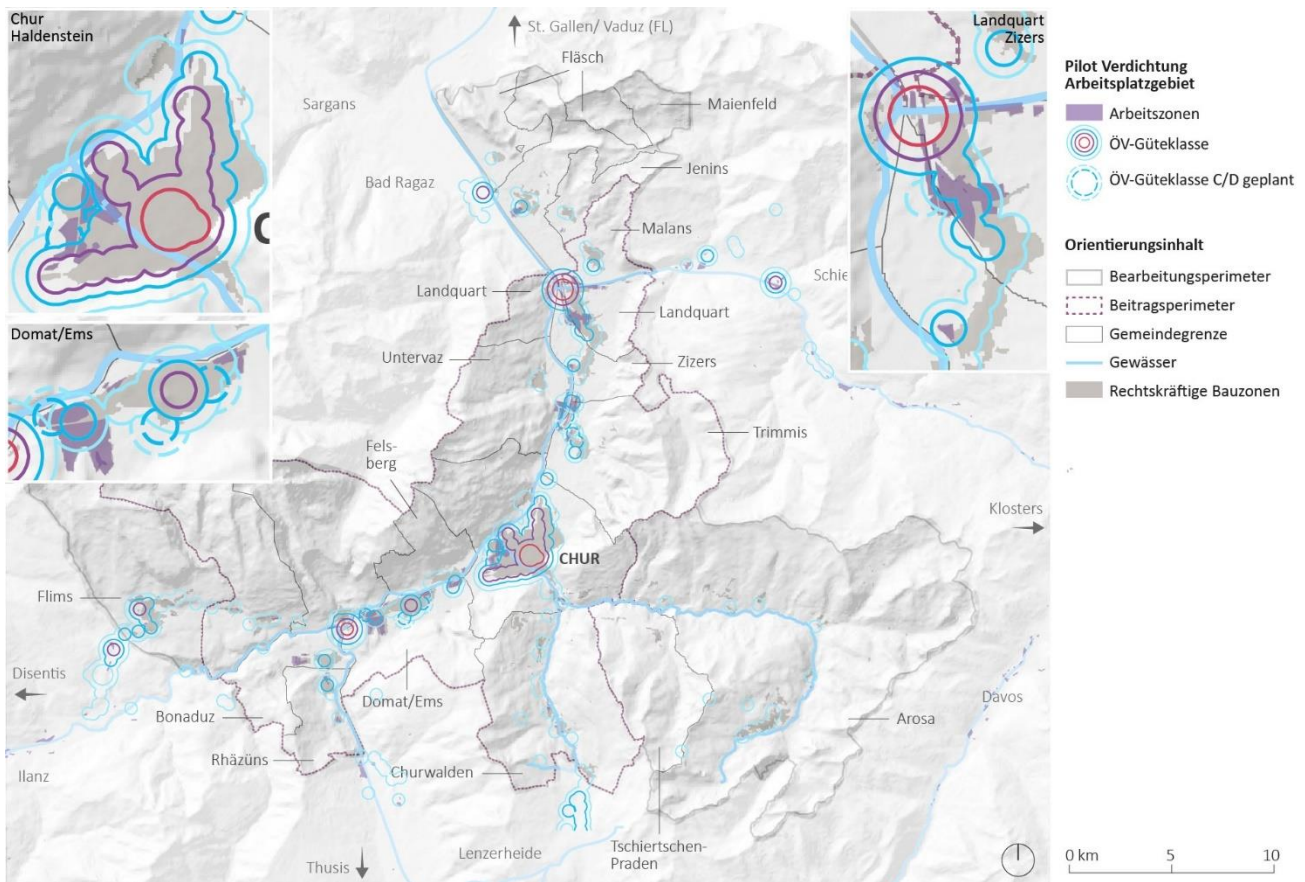 Chur
Haldenstein
St. Gallen/ Vaduz (FL)
Fläsch
Sargans
Maienfeld
Jenins
Bad Ragaz
Malans
Landquart
Schie
Landquart
Untervaz
Zizers
Trimmis
Fels-
berg
Klosters
CHUR
Flims
Disentis
Domat/Ems
Bonaduz
Davos
Arosa
Rhäzüns
Ilanz
Churwalden
Tschiertschen-
Praden
Lenzerheide
Thusis
C
Domat/Ems
Landquart
Zizers
Pilot Verdichtung
Arbeitsplatzgebiet
Arbeitszonen
ÖV-Güteklasse
ÖV-Güteklasse C/D geplant
Orientierungsinhalt
Bearbeitungsperimeter
Beitragsperimeter
Gemeindegrenze
Gewässer
Rechtskräftige Bauzonen
0 km 5 10